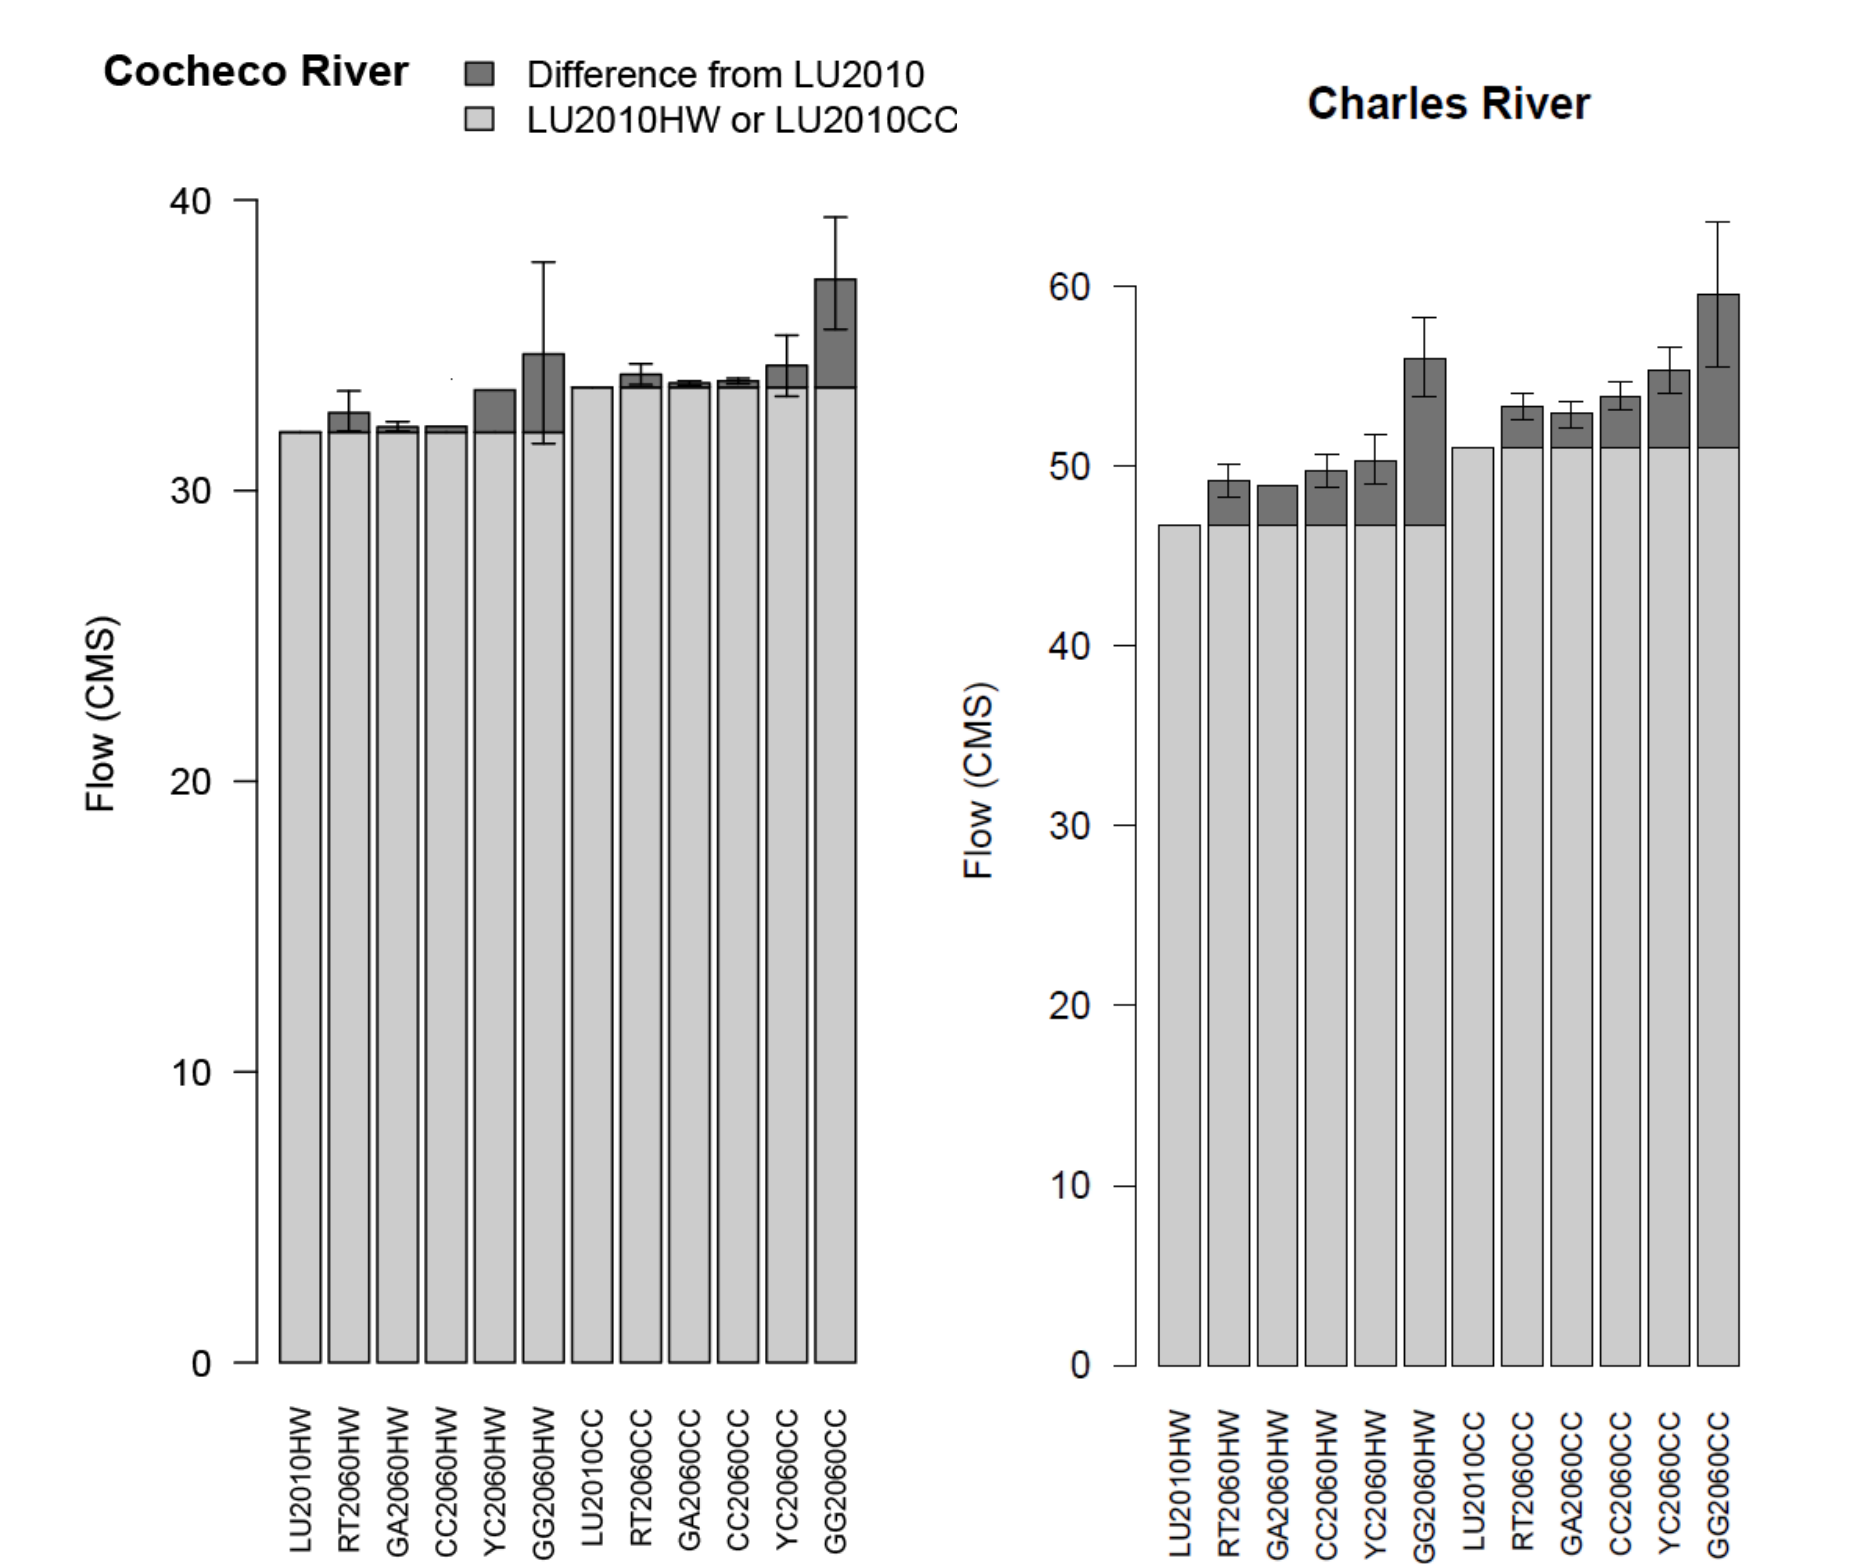 Cocheco River
Difference from LU2010
LU2010HW or LU2010CC
40
30
20
10
0
Flow (CMS)
LU2010HW
RT2060HW
GA2060HW
CC2060HW
YC2060HW
GG2060HW
LU2010CC
RT2060CC
GA2060CC
CC2060CC
YC2060CC
GG2060CC
Charles River
60
50
40
30
20
10
0
Flow (CMS)
LU2010HW
RT2060HW
GA2060HW
CC2060HW
YC2060HW
GG2060HW
LU2010CC
RT2060CC
GA2060CC
CC2060CC
YC2060CC
GG2060CC